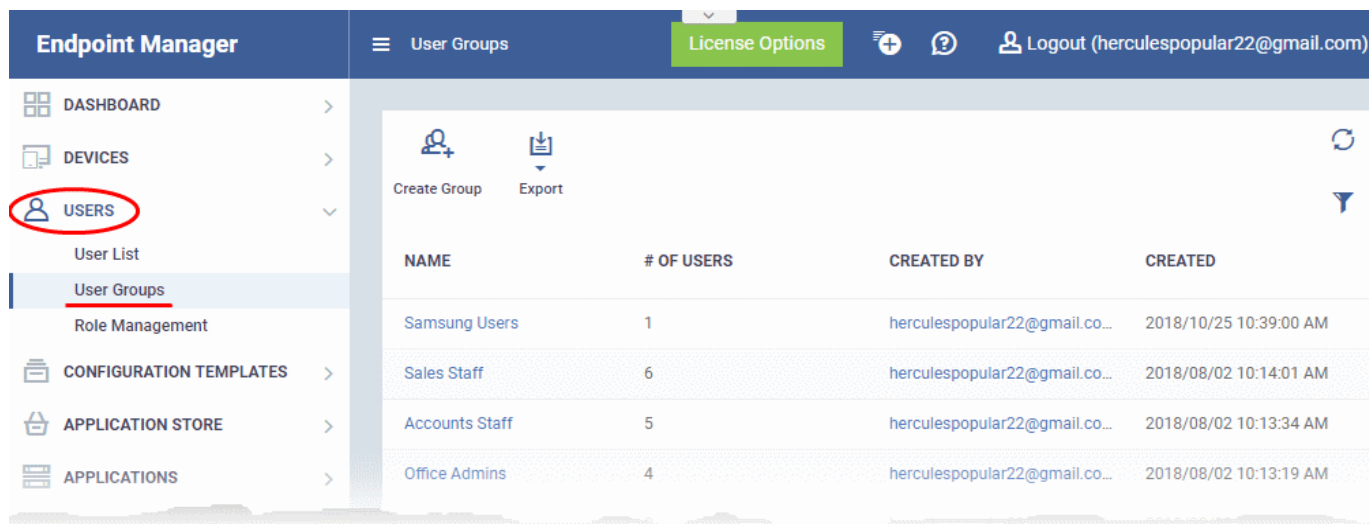 Endpoint Manager
User Groups
License Options
Logout (herculespopular22@gmail.com)
DASHBOARD
DEVICES
USERS
User List
User Groups
Role Management
CONFIGURATION TEMPLATES
APPLICATION STORE
APPLICATIONS
Create Group Export
NAME # OF USERS CREATED BY CREATED
Samsung Users 1 herculespopular22@gmail.co... 2018/10/25 10:39:00 AM
Sales Staff 6 herculespopular22@gmail.co... 2018/08/02 10:14:01 AM
Accounts Staff 5 herculespopular22@gmail.co... 2018/08/02 10:13:34 AM
Office Admins 4 herculespopular22@gmail.co... 2018/08/02 10:13:19 AM